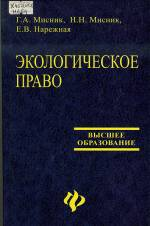 Г.А. Мисник, Н.Н. Мисник,
Е.В. Нарежная
ЭКОЛОГИЧЕСКОЕ
ПРАВО
ВЫСШЕЕ
ОБРАЗОВАНИЕ